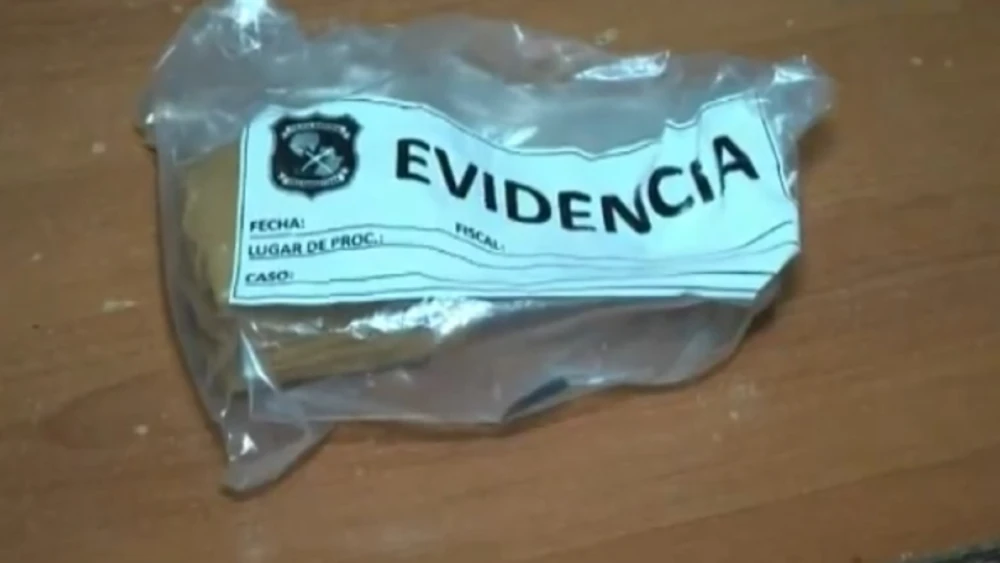 EVIDENCIA
FECHA:
FISCAL:
LUGAR DE PROC.:
CASO: